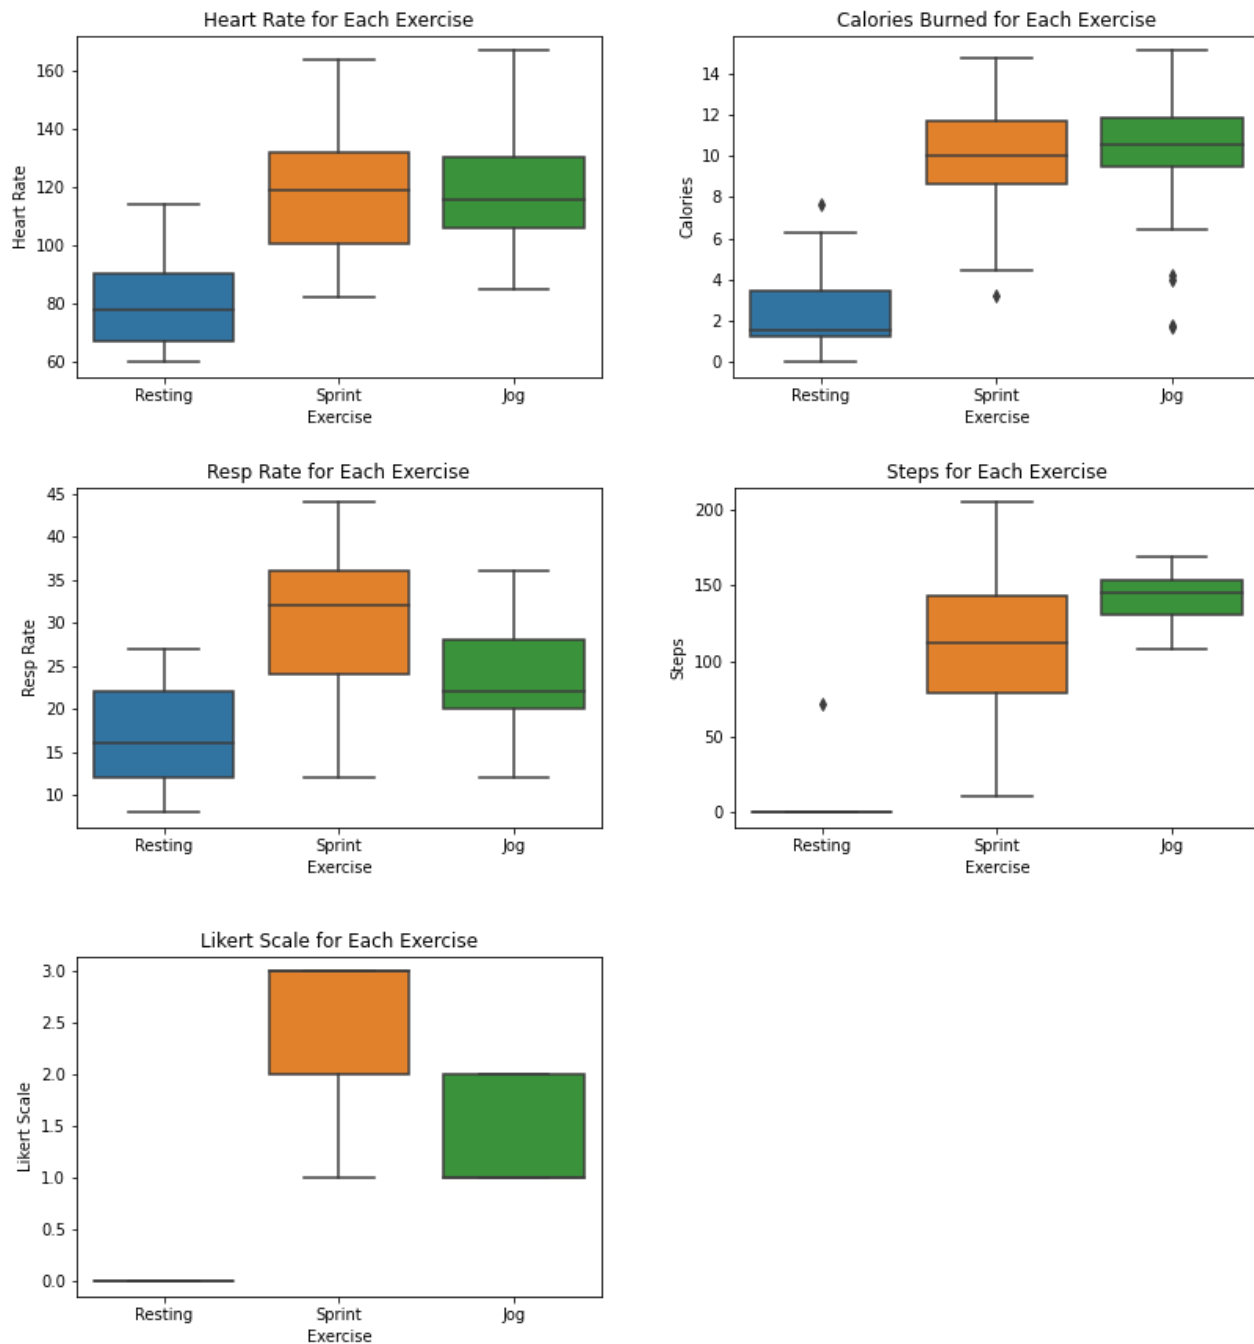 Heart Rate for Each Exercise
Heart Rate
160
140
120
100
80
60
Resting Sprint Jog
Exercise
Calories Burned for Each Exercise
Calories
14
12
10
8
6
4
2
0
Resting Sprint Jog
Exercise
Resp Rate for Each Exercise
Resp Rate
45
40
35
30
25
20
15
10
Resting Sprint Jog
Exercise
Steps for Each Exercise
Steps
200
150
100
50
0
Resting Sprint Jog
Exercise
Likert Scale for Each Exercise
Likert Scale
3.0
2.5
2.0
1.5
1.0
0.5
0.0
Resting Sprint Jog
Exercise